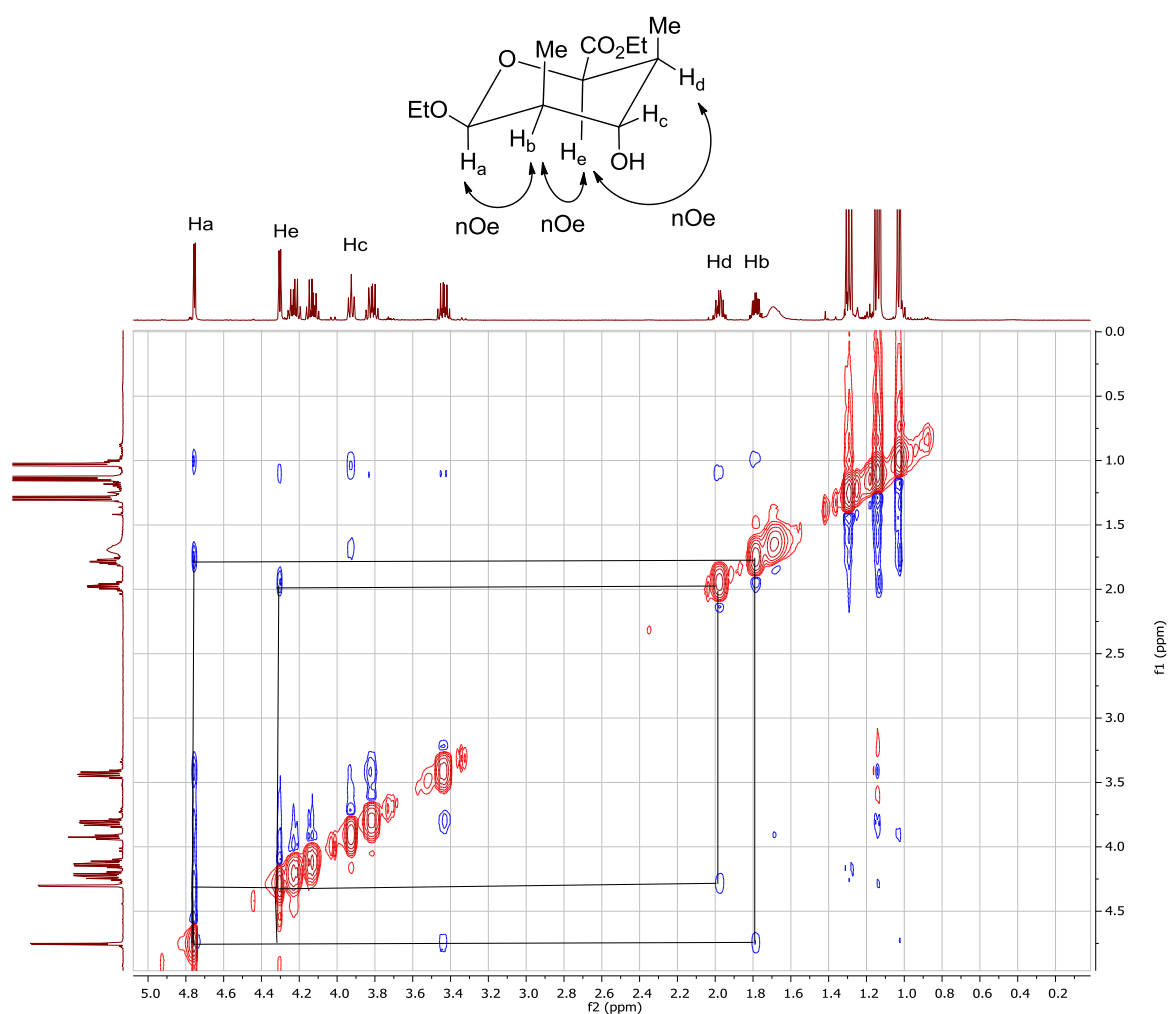 Me
Me CO2Et
O
Hd
EtO
Hc
Hb
Ha He OH
nOe nOe nOe
Ha He Hc Hd Hb
0.0
0.5
1.0
1.5
2.0
2.5
3.0
3.5
4.0
4.5
f1 (ppm)
5.0 4.8 4.6 4.4 4.2 4.0 3.8 3.6 3.4 3.2 3.0 2.8 2.6 2.4 2.2 2.0 1.8 1.6 1.4 1.2 1.0 0.8 0.6 0.4 0.2
f2 (ppm)